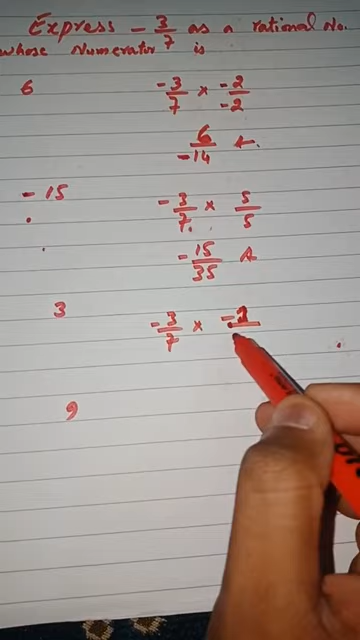 Express - 3/7 as a rational No.
whose numerator is
6 -3/7 × -2/-2
6/-14
-15 -3/7 × 5/5
-15/35
3 -3/7 × -1/
9